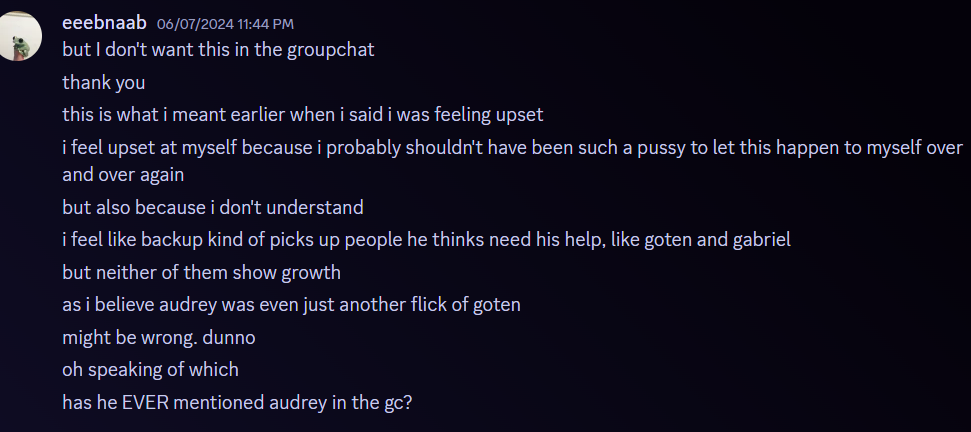 eeebnaab 06/07/2024 11:44 PM
but I don't want this in the groupchat
thank you
this is what i meant earlier when i said i was feeling upset
i feel upset at myself because i probably shouldn't have been such a pussy to let this happen to myself over
and over again
but also because i don't understand
i feel like backup kind of picks up people he thinks need his help, like goten and gabriel
but neither of them show growth
as i believe audrey was even just another flick of goten
might be wrong. dunno
oh speaking of which
has he EVER mentioned audrey in the gc?